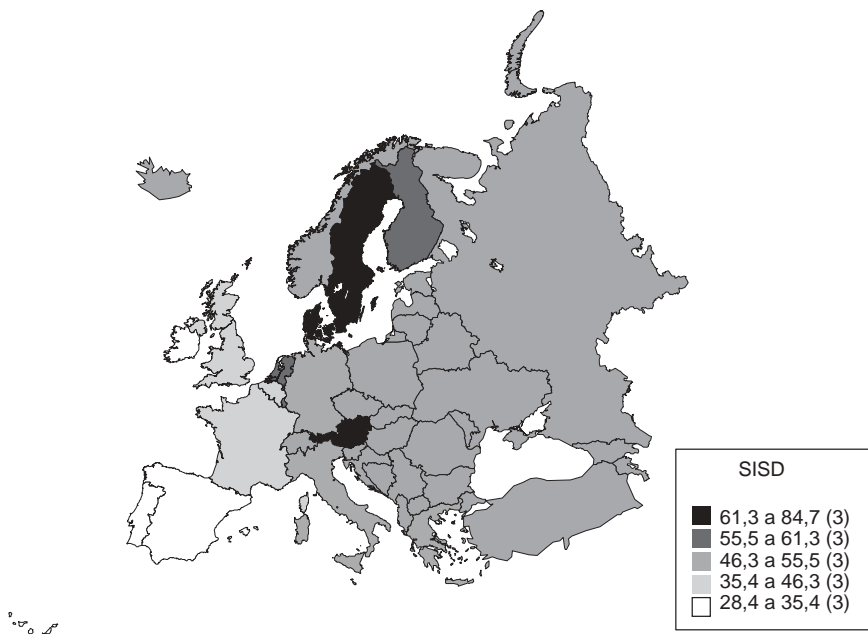 SISD
61,3 a 84,7 (3)
55,5 a 61,3 (3)
46,3 a 55,5 (3)
35,4 a 46,3 (3)
28,4 a 35,4 (3)